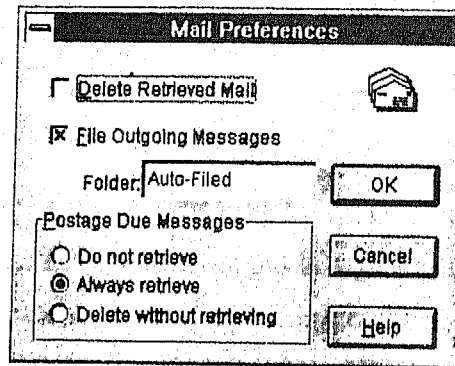 Mail Preferences
Delete Retrieved Mail
File Outgoing Messages
Folder: Auto-Filed
OK
Postage Due Messages
Do not retrieve
Always retrieve
Delete without retrieving
Cancel
Help